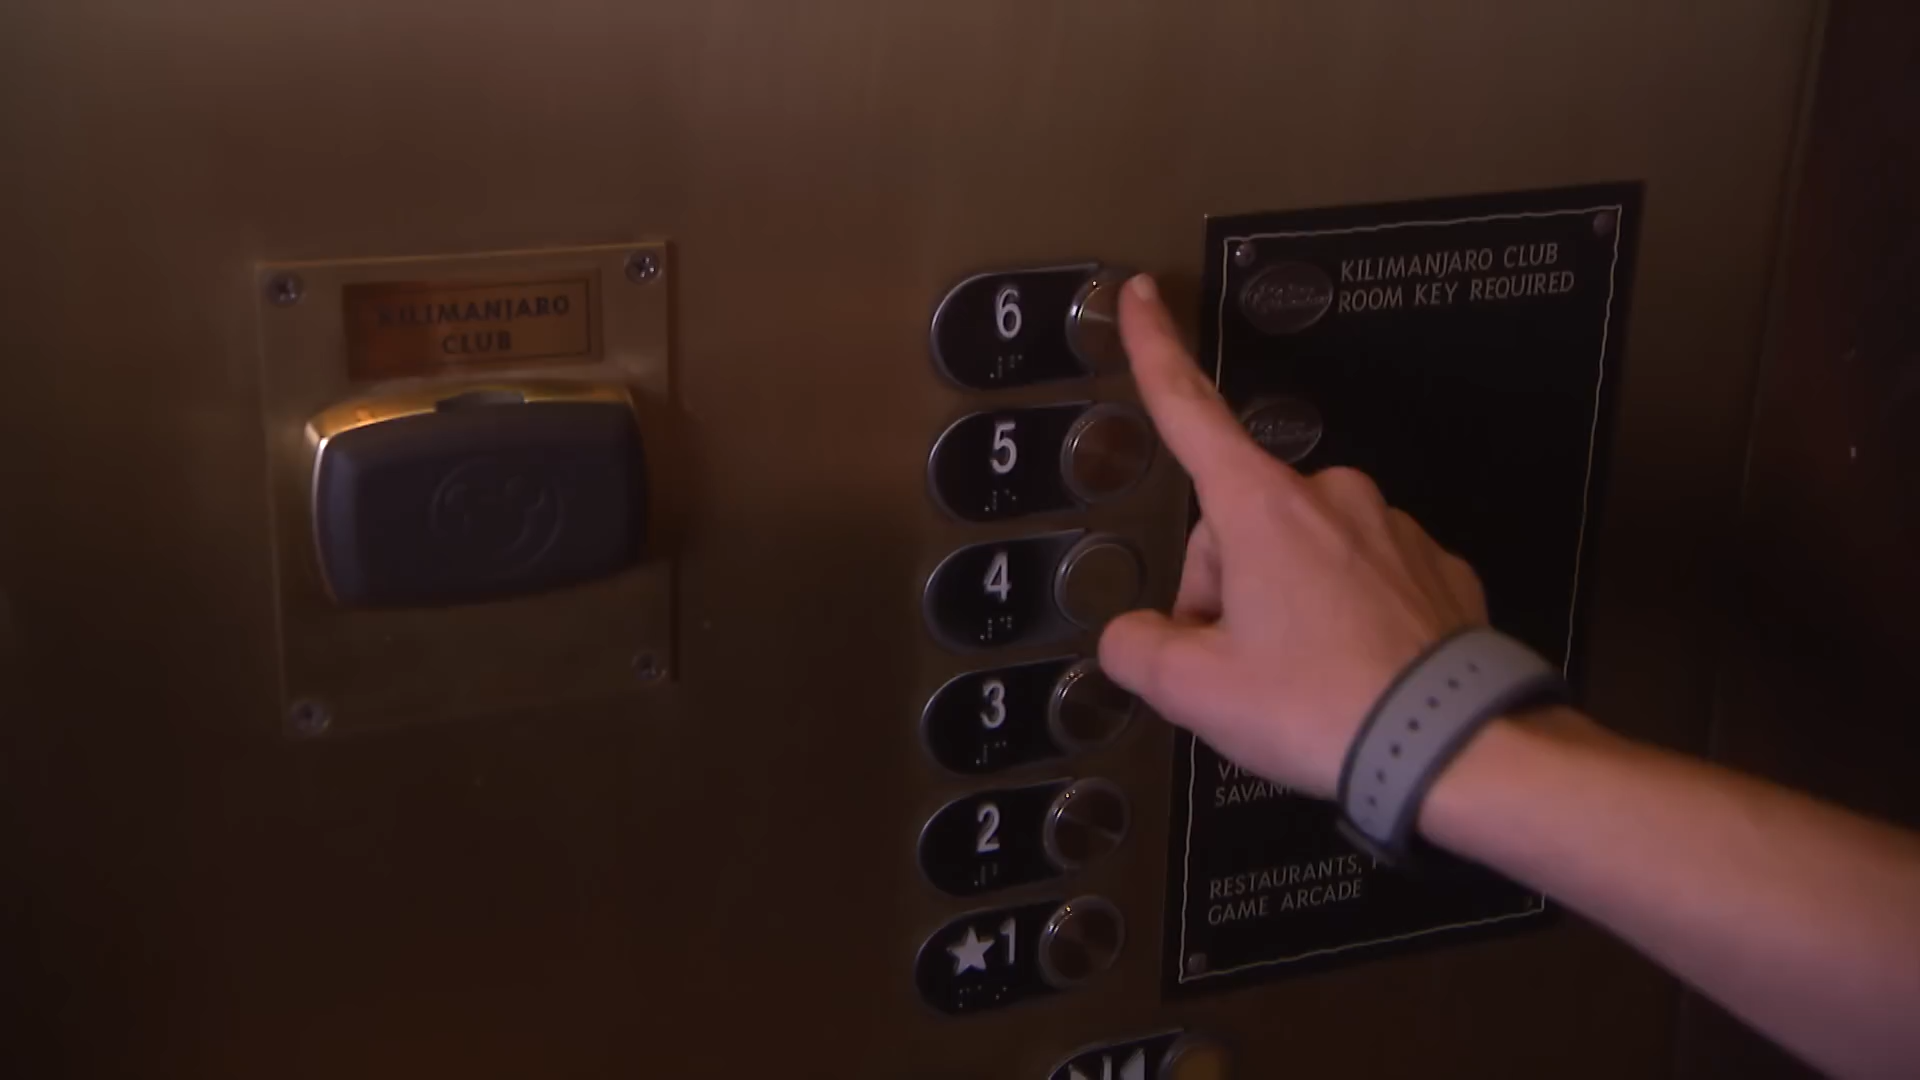 KILIMANJARO
CLUB
6
5
4
3
2
★1
KILIMANJARO CLUB
ROOM KEY REQUIRED
RESTAURANTS,
GAME ARCADE